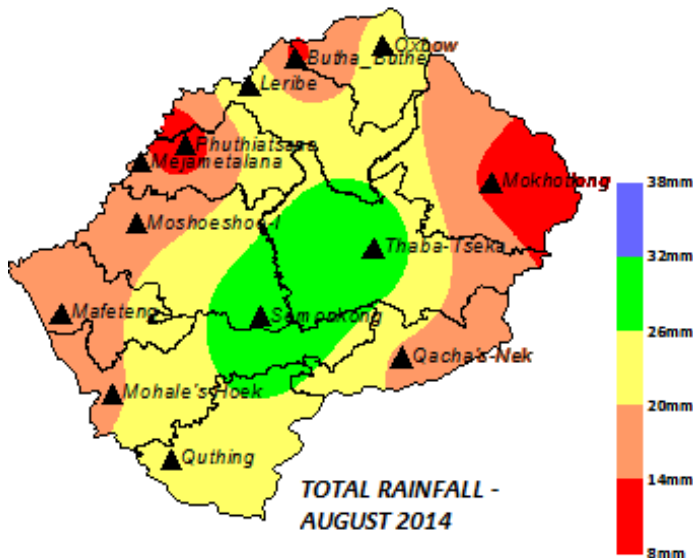 Oxbow
Butha_Buthe
Leribe
Phuthiatsana
Mejametalana
Mokhotlong
38mm
Moshoeshoe-I
Thaba-Tseka
32mm
Mafeteng
Semonkong
26mm
Qacha's-Nek
Mohale's-Hoek
20mm
Quthing
14mm
TOTAL RAINFALL -
AUGUST 2014
8mm